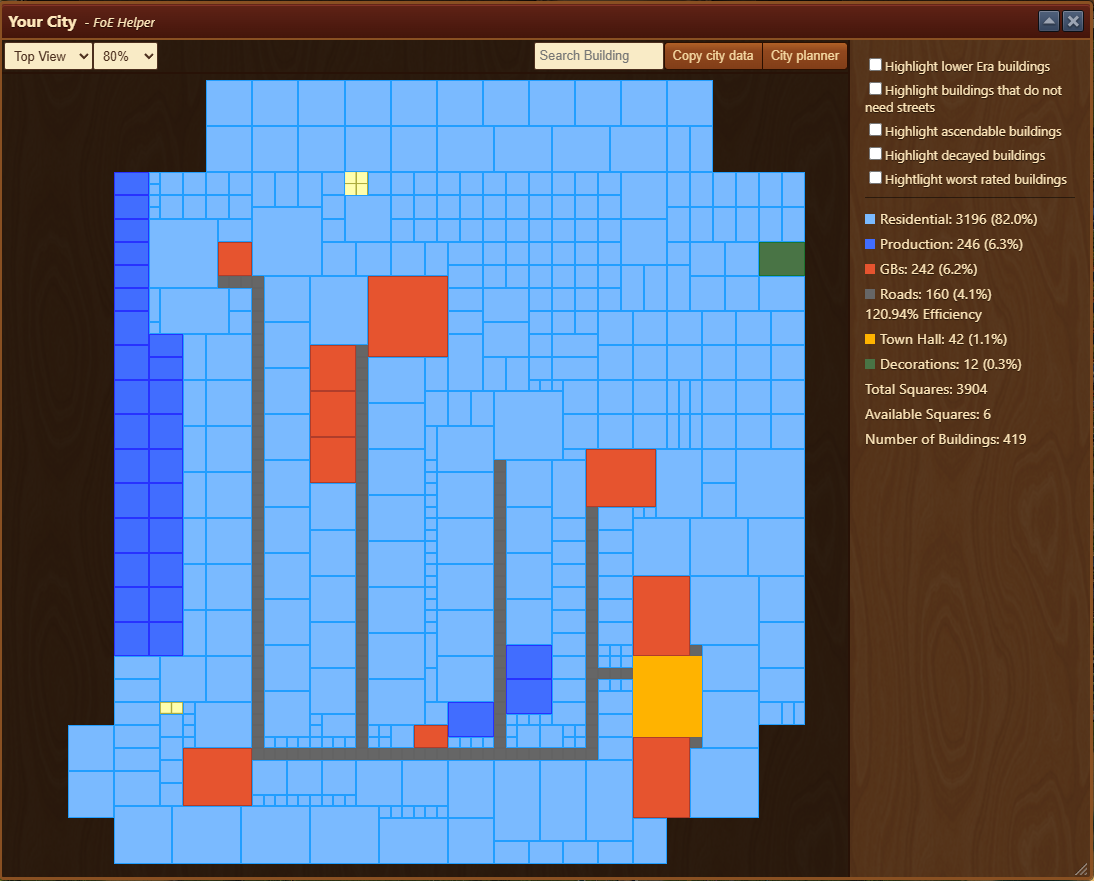 Your City - FoE Helper
Top View 80% Search Building Copy city data City planner
Highlight lower Era buildings
Highlight buildings that do not
need streets
Highlight ascendable buildings
Highlight decayed buildings
Hightlight worst rated buildings
Residential: 3196 (82.0%)
Production: 246 (6.3%)
GBs: 242 (6.2%)
Roads: 160 (4.1%)
120.94% Efficiency
Town Hall: 42 (1.1%)
Decorations: 12 (0.3%)
Total Squares: 3904
Available Squares: 6
Number of Buildings: 419